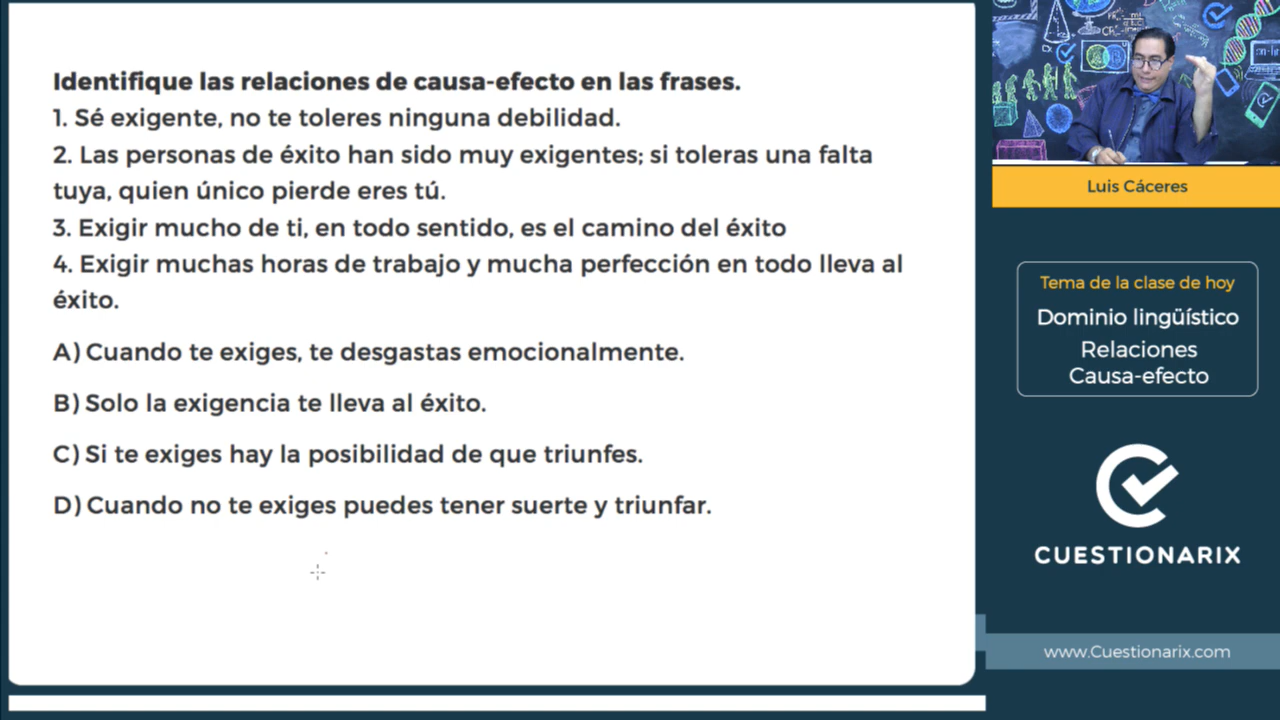 Identifique las relaciones de causa-efecto en las frases.
1. Sé exigente, no te toleres ninguna debilidad.
2. Las personas de éxito han sido muy exigentes; si toleras una falta
tuya, quien único pierde eres tú.
3. Exigir mucho de ti, en todo sentido, es el camino del éxito
4. Exigir muchas horas de trabajo y mucha perfección en todo lleva al
éxito.
A) Cuando te exiges, te desgastas emocionalmente.
B) Solo la exigencia te lleva al éxito.
C) Si te exiges hay la posibilidad de que triunfes.
D) Cuando no te exiges puedes tener suerte y triunfar.
Luis Cáceres
Tema de la clase de hoy
Dominio lingüístico
Relaciones
Causa-efecto
CUESTIONARIX
www.Cuestionarix.com